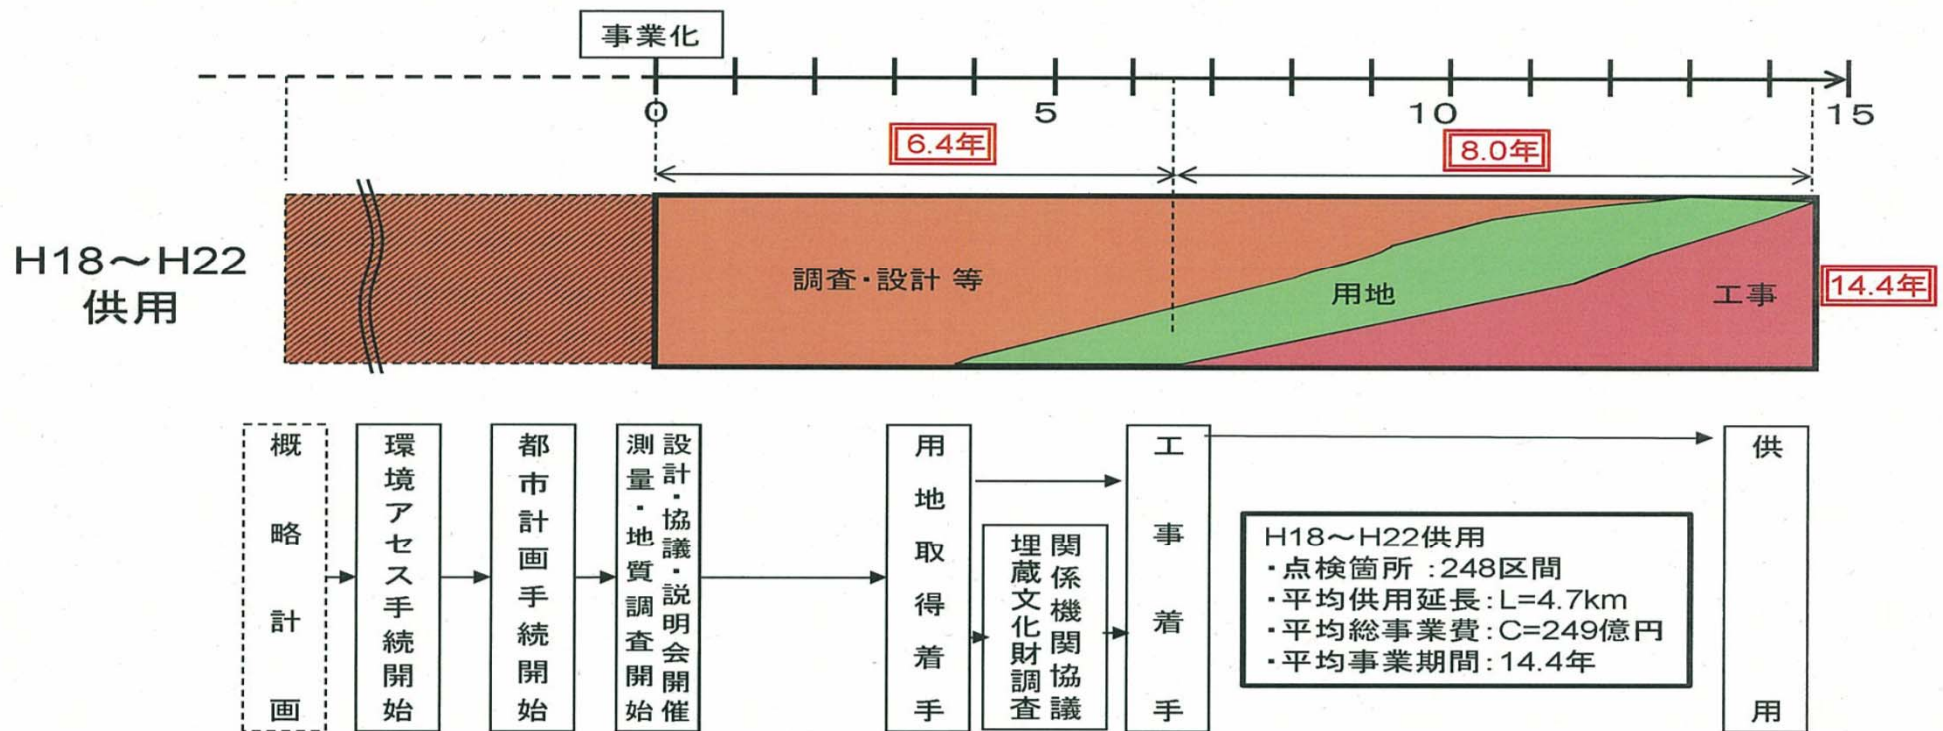 事業化
0
5
10
15
6.4年
8.0年
H18～H22
供用
調査・設計 等
用地
工事
14.4年
概略計画
環境アセス手続開始
都市計画手続開始
設計・協議・説明会開催
測量・地質調査開始
用地取得着手
関係機関協議
埋蔵文化財調査
工事着手
H18～H22供用
・点検箇所：248区間
・平均供用延長：L=4.7km
・平均総事業費：C=249億円
・平均事業期間：14.4年
供用